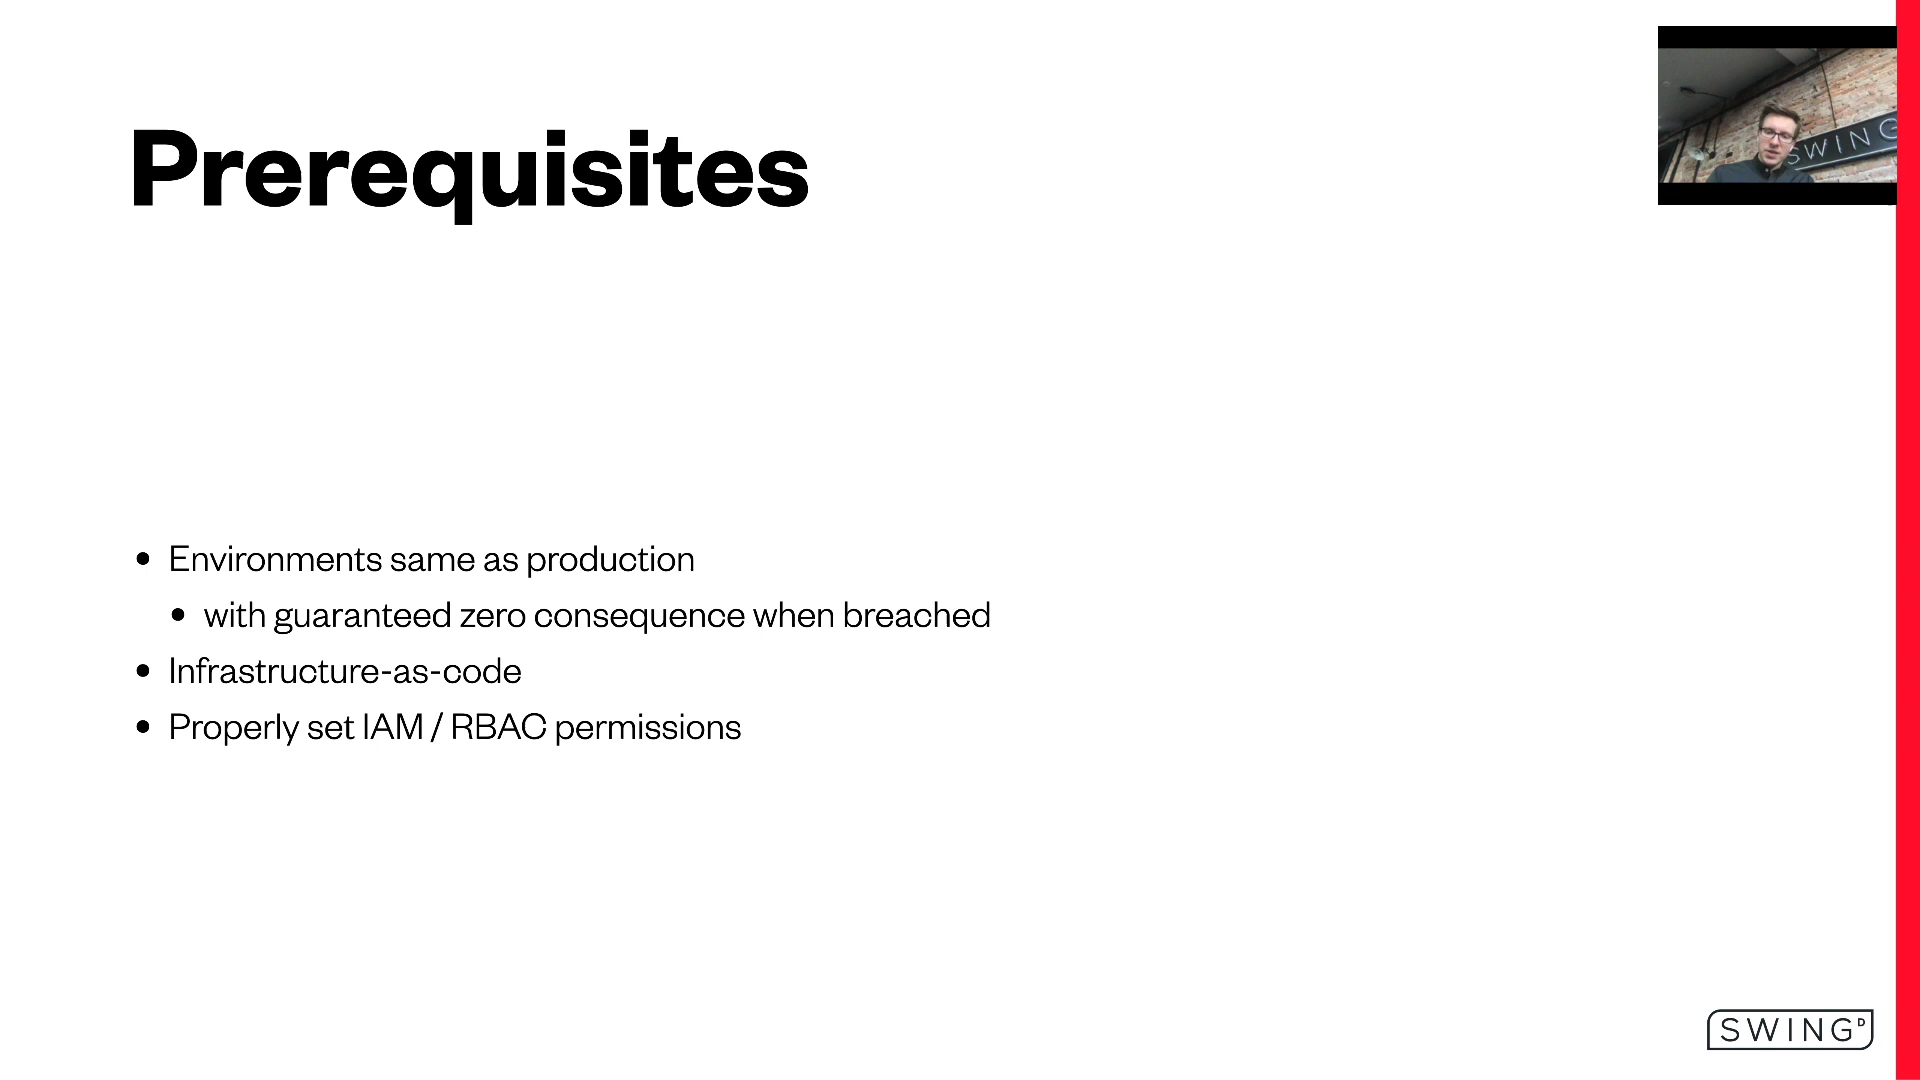 Prerequisites
SWING
• Environments same as production
• with guaranteed zero consequence when breached
• Infrastructure-as-code
• Properly set IAM / RBAC permissions
SWINGᴰ